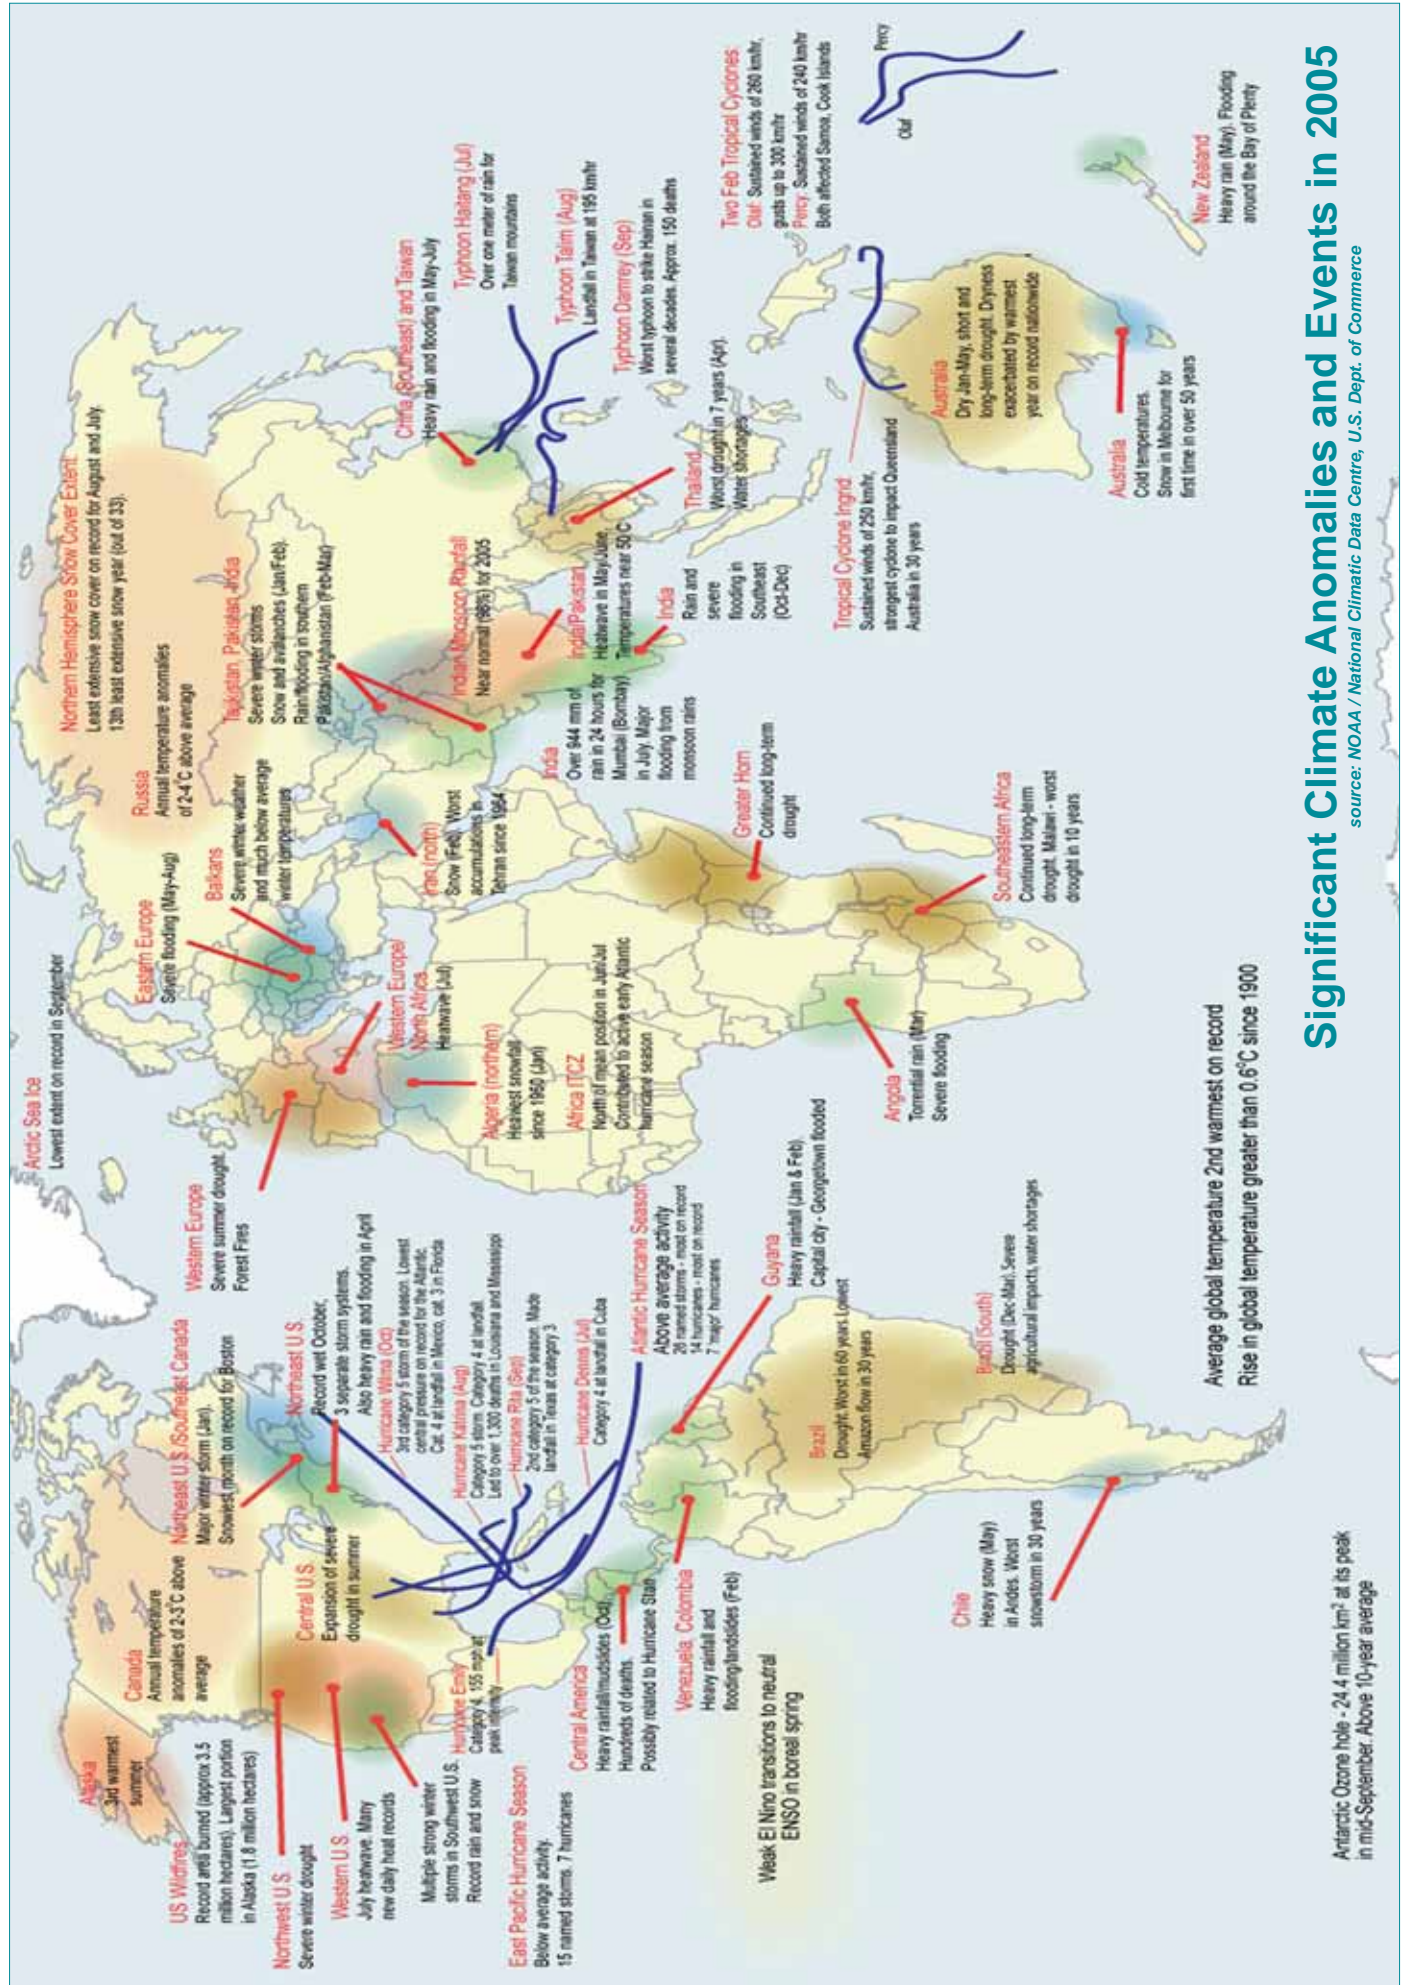 Significant Climate Anomalies and Events in 2005
source: NOAA / National Climatic Data Centre, U.S. Dept. of Commerce
Arctic Sea Ice
Lowest extent on record in September
Northern Hemisphere Snow Cover Extent
Least extensive snow cover on record for August and July.
13th least extensive snow year (out of 33).
Alaska
3rd warmest
summer
US Wildfires
Record area burned (approx 3.5
million hectares). Largest portion
in Alaska (1.8 million hectares)
Canada
Annual temperature
anomalies of 2-3°C above
average
Northeast U.S./Southeast Canada
Major winter storm (Jan).
Snowiest month on record for Boston
Northwest U.S.
Severe winter drought
Western U.S.
July heatwave. Many
new daily heat records
Multiple strong winter
storms in Southwest U.S.
Record rain and snow
Central U.S.
Expansion of severe
drought in summer
Northeast U.S.
Record wet October,
3 separate storm systems.
Also heavy rain and flooding in April
Hurricane Wilma (Oct)
3rd category 5 storm of the season. Lowest
central pressure on record for the Atlantic.
Cat. 4 at landfall in Mexico, cat. 3 in Florida
Hurricane Katrina (Aug)
Category 5 storm. Category 4 at landfall.
Led to over 1,300 deaths in Louisiana and Mississippi
Hurricane Rita (Sep)
2nd category 5 of the season. Made
landfall in Texas at category 3
Hurricane Dennis (Jul)
Category 4 at landfall in Cuba
Hurricane Emily
Category 4. 155 mph at
peak intensity
Atlantic Hurricane Season
Above average activity
26 named storms - most on record
14 hurricanes - most on record
7 'major' hurricanes
East Pacific Hurricane Season
Below average activity.
15 named storms. 7 hurricanes
Central America
Heavy rainfall/mudslides (Oct)
Hundreds of deaths.
Possibly related to Hurricane Stan
Venezuela, Colombia
Heavy rainfall and
flooding/landslides (Feb)
Guyana
Heavy rainfall (Jan & Feb)
Capital city - Georgetown flooded
Brazil
Drought. Worst in 60 years. Lowest
Amazon flow in 30 years
Brazil (South)
Drought (Dec-Mar). Severe
agricultural impacts, water shortages
Chile
Heavy snow (May)
in Andes. Worst
snowstorm in 30 years
Weak El Nino transitions to neutral
ENSO in boreal spring
Western Europe
Severe summer drought.
Forest Fires
Eastern Europe
Severe flooding (May-Aug)
Balkans
Severe winter weather
and much below average
winter temperatures
Russia
Annual temperature anomalies
of 2-4°C above average
Western Europe/
North Africa
Heatwave (Jul)
Algeria (northern)
Heaviest snowfall
since 1950 (Jan)
Africa ITCZ
North of mean position in Jun/Jul
Contributed to active early Atlantic
hurricane season
Iran (north)
Snow (Feb). Worst
accumulations in
Tehran since 1964
Tajikistan, Pakistan, India
Severe winter storms
Snow and avalanches (Jan/Feb).
Rain/flooding in southern
Pakistan/Afghanistan (Feb-Mar)
Indian Monsoon Rainfall
Near normal (98%) for 2005
India/Pakistan
Heatwave in May/June.
Temperatures near 50°C
India
Over 944 mm of
rain in 24 hours for
Mumbai (Bombay)
in July. Major
flooding from
monsoon rains
India
Rain and
severe
flooding in
Southeast
(Oct-Dec)
Greater Horn
Continued long-term
drought
Angola
Torrential rain (Mar)
Severe flooding
Southeastern Africa
Continued long-term
drought. Malawi - worst
drought in 10 years
China (Southeast) and Taiwan
Heavy rain and flooding in May-July
Typhoon Haitang (Jul)
Over one meter of rain for
Taiwan mountains
Typhoon Talim (Aug)
Landfall in Taiwan at 195 km/hr
Typhoon Damrey (Sep)
Worst typhoon to strike Hainan in
several decades. Approx. 150 deaths
Thailand
Worst drought in 7 years (Apr).
Water shortages
Two Feb Tropical Cyclones:
Olaf: Sustained winds of 260 km/hr,
gusts up to 300 km/hr
Percy: Sustained winds of 240 km/hr
Both affected Samoa, Cook Islands
Percy
Olaf
Tropical Cyclone Ingrid
Sustained winds of 250 km/hr,
strongest cyclone to impact Queensland
Australia in 30 years
Australia
Dry Jan-May, short and
long-term drought. Dryness
exacerbated by warmest
year on record nationwide
Australia
Cold temperatures.
Snow in Melbourne for
first time in over 50 years
New Zealand
Heavy rain (May). Flooding
around the Bay of Plenty
Average global temperature 2nd warmest on record
Rise in global temperature greater than 0.6°C since 1900
Antarctic Ozone hole - 24.4 million km² at its peak
in mid-September. Above 10-year average